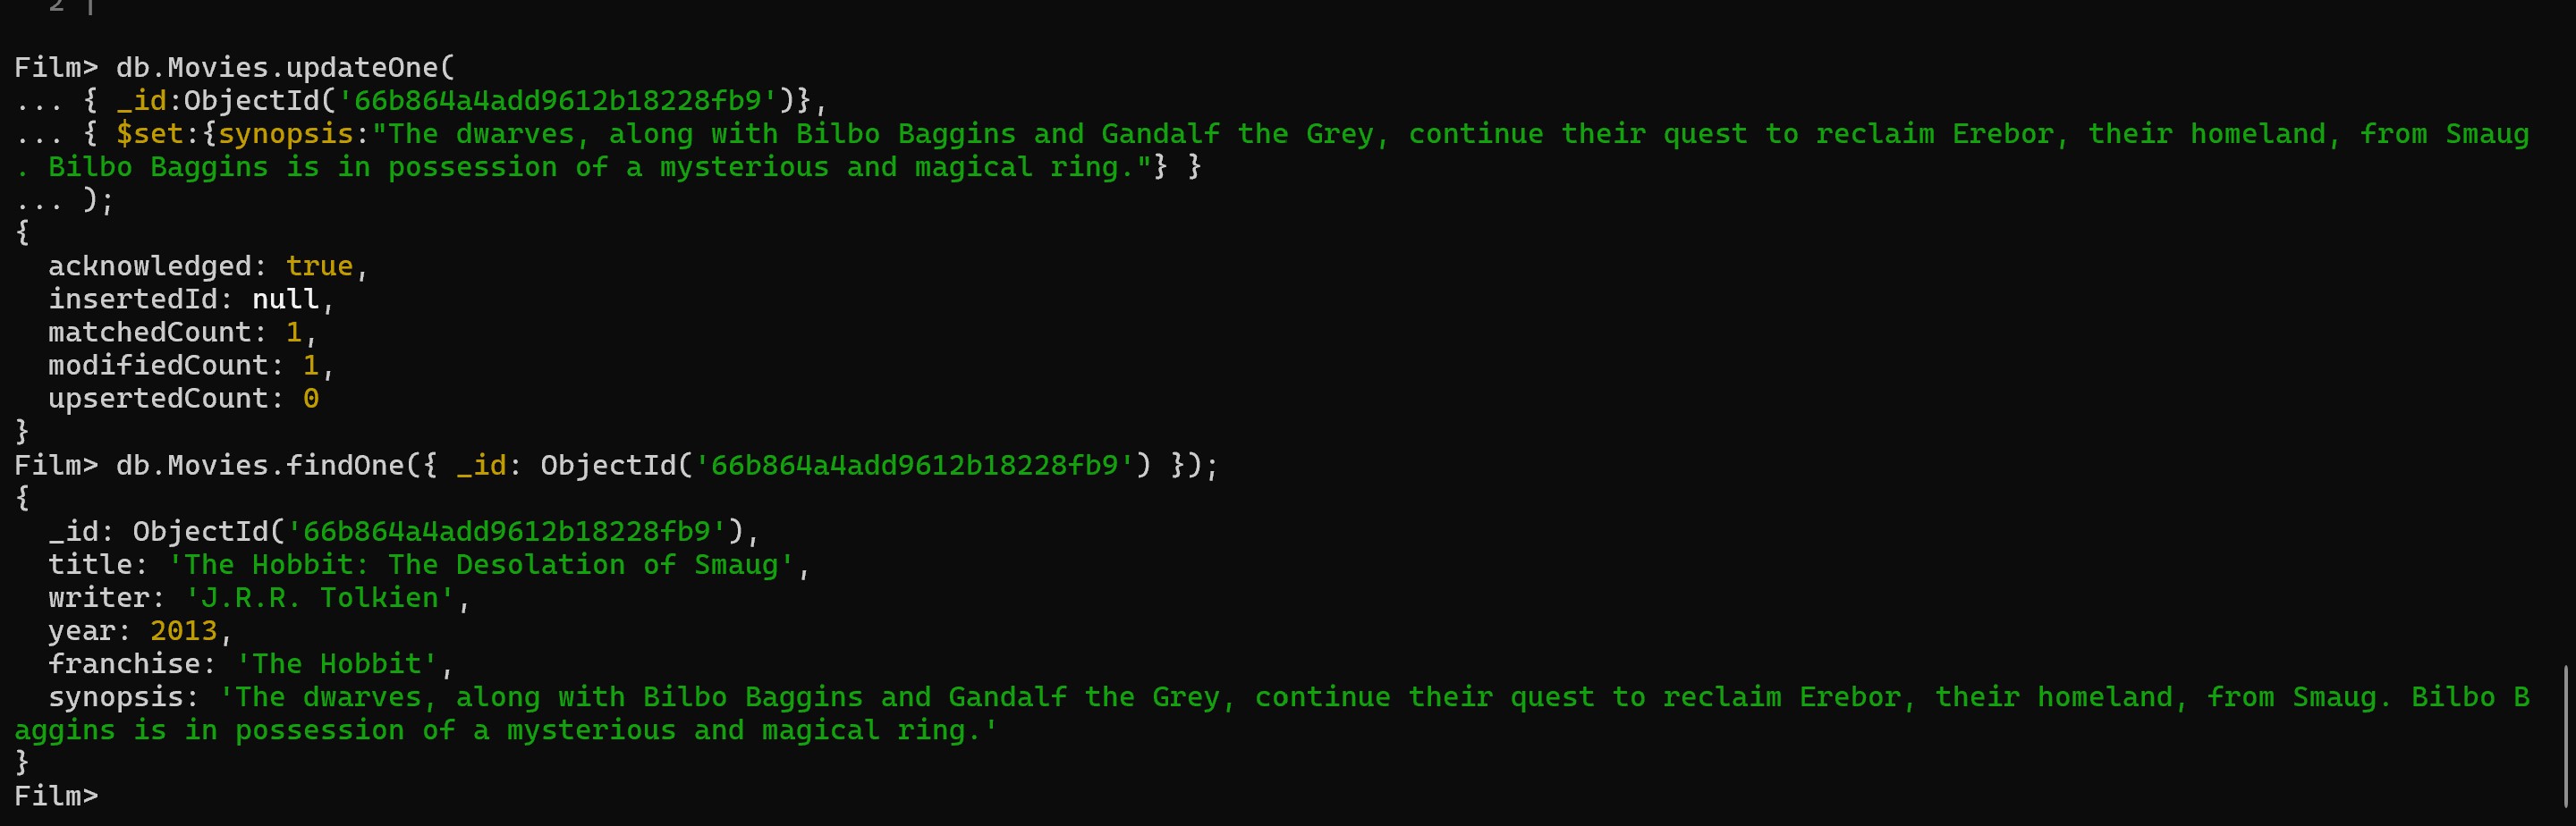 2 |
Film> db.Movies.updateOne(
... { _id:ObjectId('66b864a4add9612b18228fb9')},
... { $set:{synopsis:"The dwarves, along with Bilbo Baggins and Gandalf the Grey, continue their quest to reclaim Erebor, their homeland, from Smaug
. Bilbo Baggins is in possession of a mysterious and magical ring."} }
... );
{
  acknowledged: true,
  insertedId: null,
  matchedCount: 1,
  modifiedCount: 1,
  upsertedCount: 0
}
Film> db.Movies.findOne({ _id: ObjectId('66b864a4add9612b18228fb9') });
{
  _id: ObjectId('66b864a4add9612b18228fb9'),
  title: 'The Hobbit: The Desolation of Smaug',
  writer: 'J.R.R. Tolkien',
  year: 2013,
  franchise: 'The Hobbit',
  synopsis: 'The dwarves, along with Bilbo Baggins and Gandalf the Grey, continue their quest to reclaim Erebor, their homeland, from Smaug. Bilbo B
aggins is in possession of a mysterious and magical ring.'
}
Film>